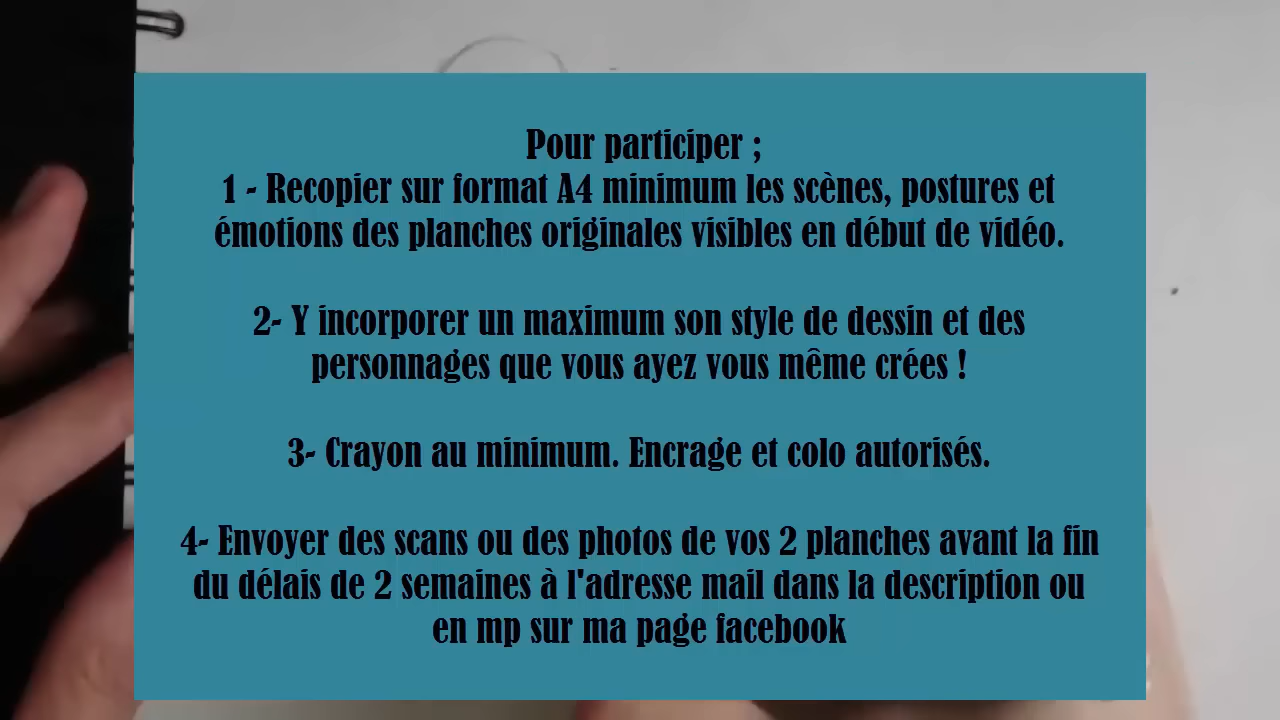 Pour participer ;
1 - Recopier sur format A4 minimum les scènes, postures et
émotions des planches originales visibles en début de vidéo.
2- Y incorporer un maximum son style de dessin et des
personnages que vous ayez vous même crées !
3- Crayon au minimum. Encrage et colo autorisés.
4- Envoyer des scans ou des photos de vos 2 planches avant la fin
du délais de 2 semaines à l'adresse mail dans la description ou
en mp sur ma page facebook